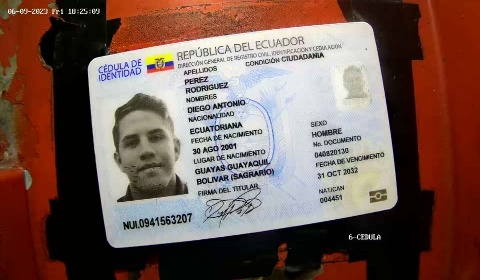 06-09-2023 Fri 18:25:09
CÉDULA DE IDENTIDAD
REPÚBLICA DEL ECUADOR
DIRECCIÓN GENERAL DE REGISTRO CIVIL, IDENTIFICACIÓN Y CEDULACIÓN
APELLIDOS
CONDICIÓN CIUDADANÍA
PEREZ
RODRIGUEZ
NOMBRES
DIEGO ANTONIO
NACIONALIDAD
ECUATORIANA
FECHA DE NACIMIENTO
30 AGO 2001
LUGAR DE NACIMIENTO
GUAYAS GUAYAQUIL
BOLIVAR (SAGRARIO)
FIRMA DEL TITULAR
SEXO
HOMBRE
No. DOCUMENTO
040820130
FECHA DE VENCIMIENTO
31 OCT 2032
NAT/CAN
004451
NUI.0941563207
6-CEDULA